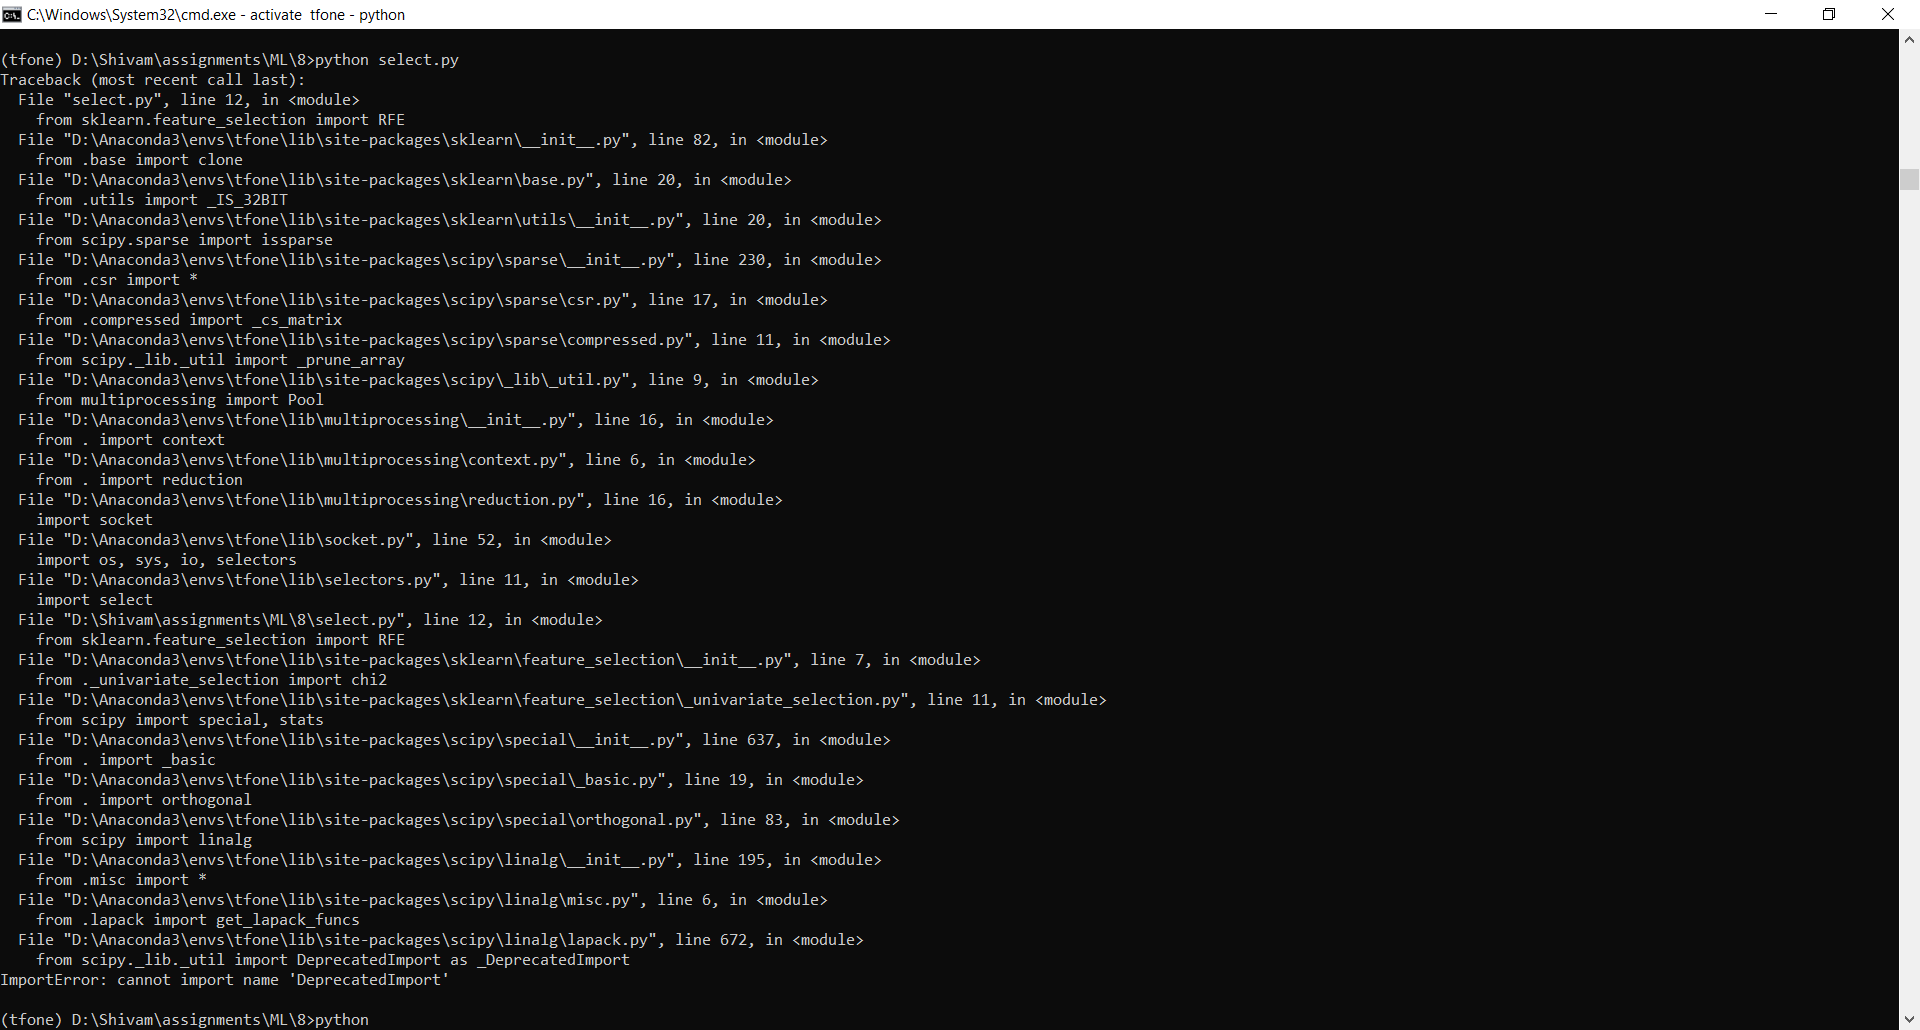 C:\Windows\System32\cmd.exe - activate  tfone - python
(tfone) D:\Shivam\assignments\ML\8>python select.py
Traceback (most recent call last):
  File "select.py", line 12, in <module>
    from sklearn.feature_selection import RFE
  File "D:\Anaconda3\envs\tfone\lib\site-packages\sklearn\__init__.py", line 82, in <module>
    from .base import clone
  File "D:\Anaconda3\envs\tfone\lib\site-packages\sklearn\base.py", line 20, in <module>
    from .utils import _IS_32BIT
  File "D:\Anaconda3\envs\tfone\lib\site-packages\sklearn\utils\__init__.py", line 20, in <module>
    from scipy.sparse import issparse
  File "D:\Anaconda3\envs\tfone\lib\site-packages\scipy\sparse\__init__.py", line 230, in <module>
    from .csr import *
  File "D:\Anaconda3\envs\tfone\lib\site-packages\scipy\sparse\csr.py", line 17, in <module>
    from .compressed import _cs_matrix
  File "D:\Anaconda3\envs\tfone\lib\site-packages\scipy\sparse\compressed.py", line 11, in <module>
    from scipy._lib._util import _prune_array
  File "D:\Anaconda3\envs\tfone\lib\site-packages\scipy\_lib\_util.py", line 9, in <module>
    from multiprocessing import Pool
  File "D:\Anaconda3\envs\tfone\lib\multiprocessing\__init__.py", line 16, in <module>
    from . import context
  File "D:\Anaconda3\envs\tfone\lib\multiprocessing\context.py", line 6, in <module>
    from . import reduction
  File "D:\Anaconda3\envs\tfone\lib\multiprocessing\reduction.py", line 16, in <module>
    import socket
  File "D:\Anaconda3\envs\tfone\lib\socket.py", line 52, in <module>
    import os, sys, io, selectors
  File "D:\Anaconda3\envs\tfone\lib\selectors.py", line 11, in <module>
    import select
  File "D:\Shivam\assignments\ML\8\select.py", line 12, in <module>
    from sklearn.feature_selection import RFE
  File "D:\Anaconda3\envs\tfone\lib\site-packages\sklearn\feature_selection\__init__.py", line 7, in <module>
    from ._univariate_selection import chi2
  File "D:\Anaconda3\envs\tfone\lib\site-packages\sklearn\feature_selection\_univariate_selection.py", line 11, in <module>
    from scipy import special, stats
  File "D:\Anaconda3\envs\tfone\lib\site-packages\scipy\special\__init__.py", line 637, in <module>
    from . import _basic
  File "D:\Anaconda3\envs\tfone\lib\site-packages\scipy\special\_basic.py", line 19, in <module>
    from . import orthogonal
  File "D:\Anaconda3\envs\tfone\lib\site-packages\scipy\special\orthogonal.py", line 83, in <module>
    from scipy import linalg
  File "D:\Anaconda3\envs\tfone\lib\site-packages\scipy\linalg\__init__.py", line 195, in <module>
    from .misc import *
  File "D:\Anaconda3\envs\tfone\lib\site-packages\scipy\linalg\misc.py", line 6, in <module>
    from .lapack import get_lapack_funcs
  File "D:\Anaconda3\envs\tfone\lib\site-packages\scipy\linalg\lapack.py", line 672, in <module>
    from scipy._lib._util import DeprecatedImport as _DeprecatedImport
ImportError: cannot import name 'DeprecatedImport'
(tfone) D:\Shivam\assignments\ML\8>python